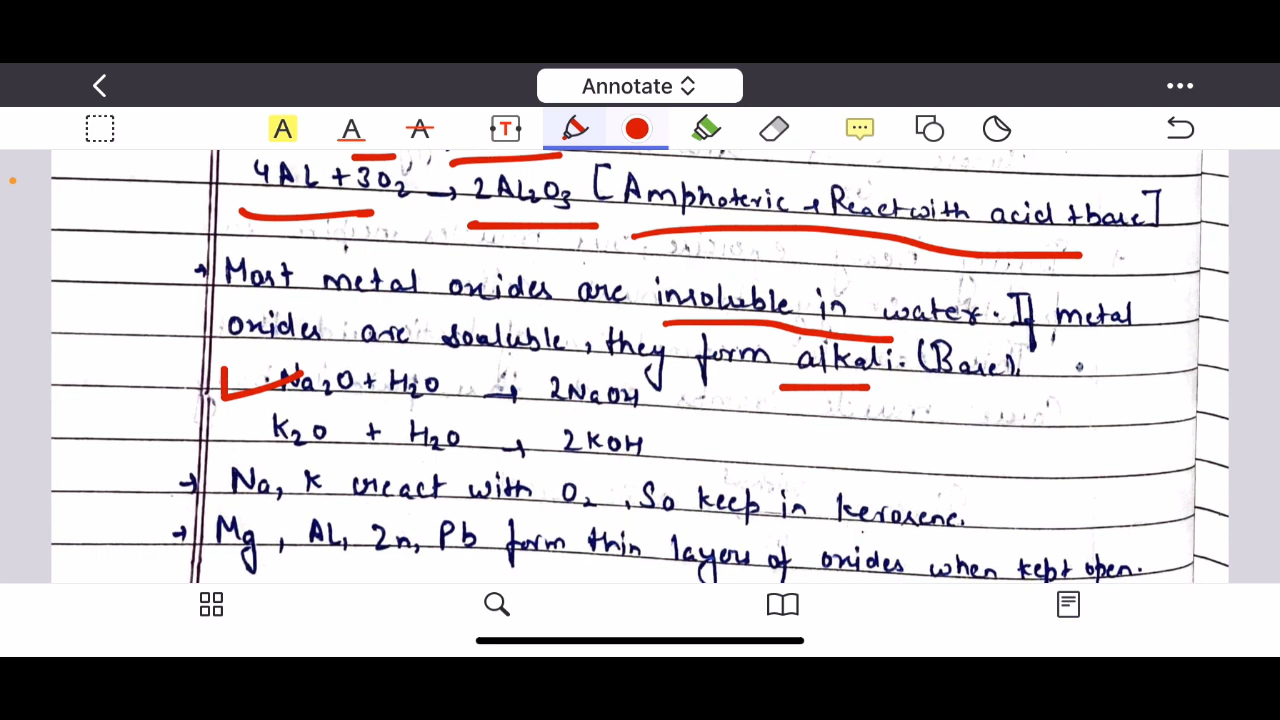 Annotate
A A A T
4AL + 3O₂ → 2AL₂O₃ [Amphoteric → React with acid + base]
→ Most metal oxides are insoluble in water. If metal
oxides are soaluble, they form alkali. (Base).
Na₂O + H₂O → 2NaOH
K₂O + H₂O → 2KOH
→ Na, K react with O₂, So keep in kerosene.
→ Mg, AL, Zn, Pb form thin layers of oxides when kept open.